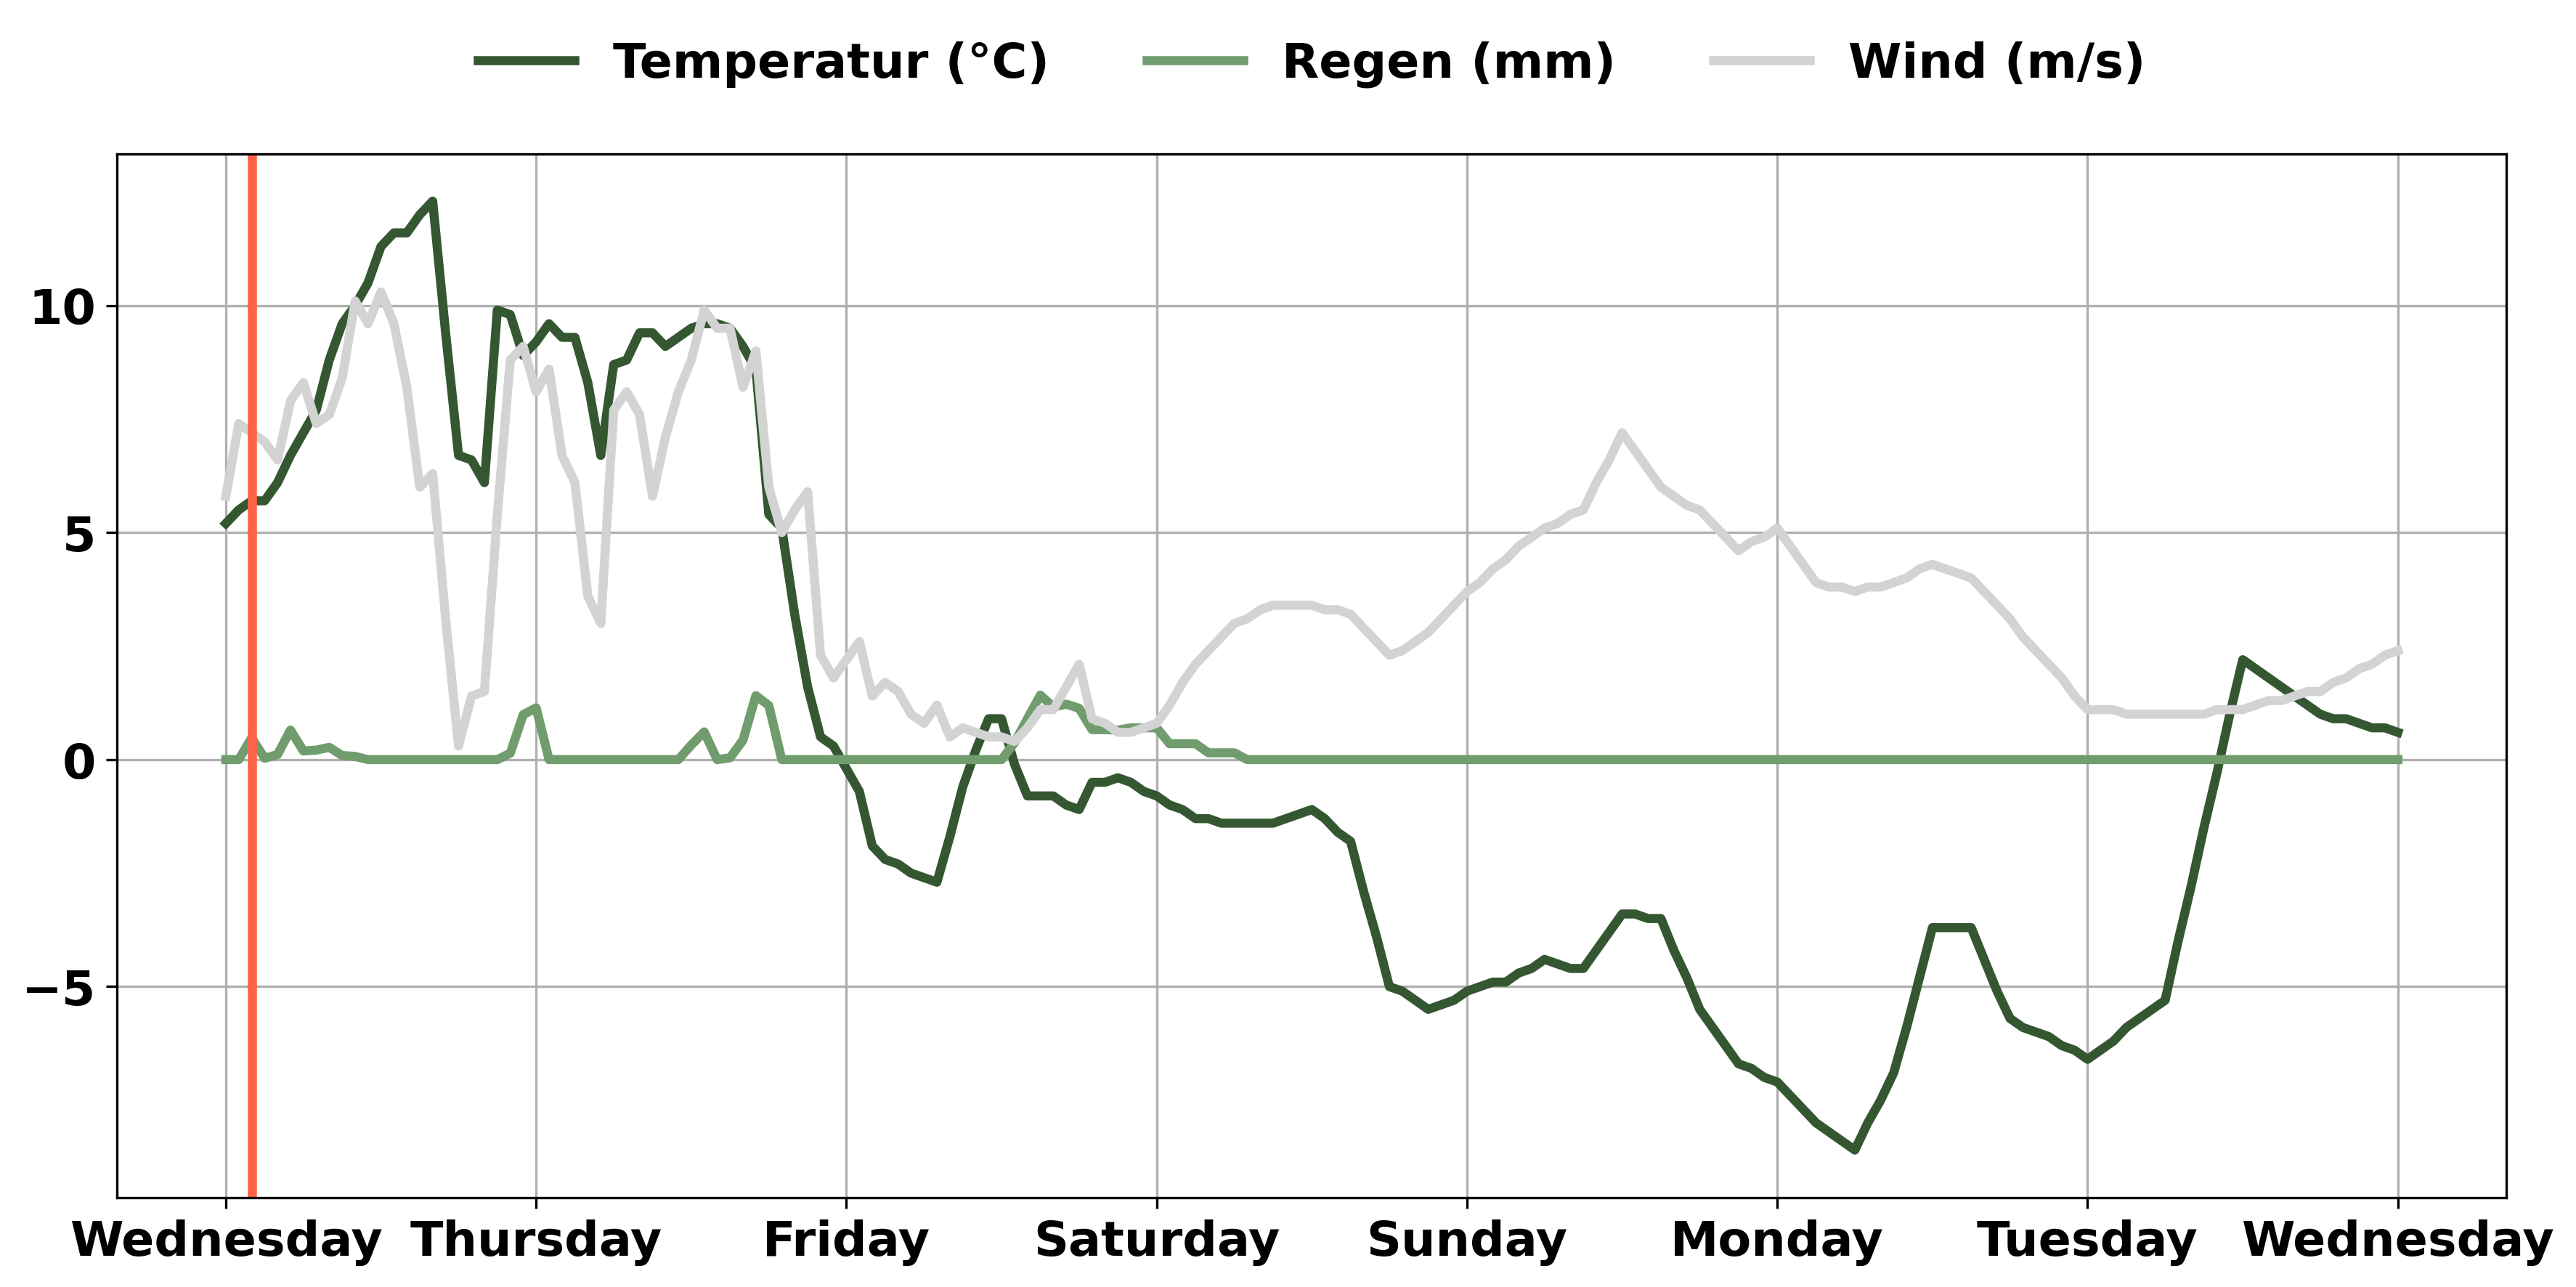 Temperatur (°C) Regen (mm) Wind (m/s)
10
5
0
−5
Wednesday Thursday Friday Saturday Sunday Monday Tuesday Wednesday